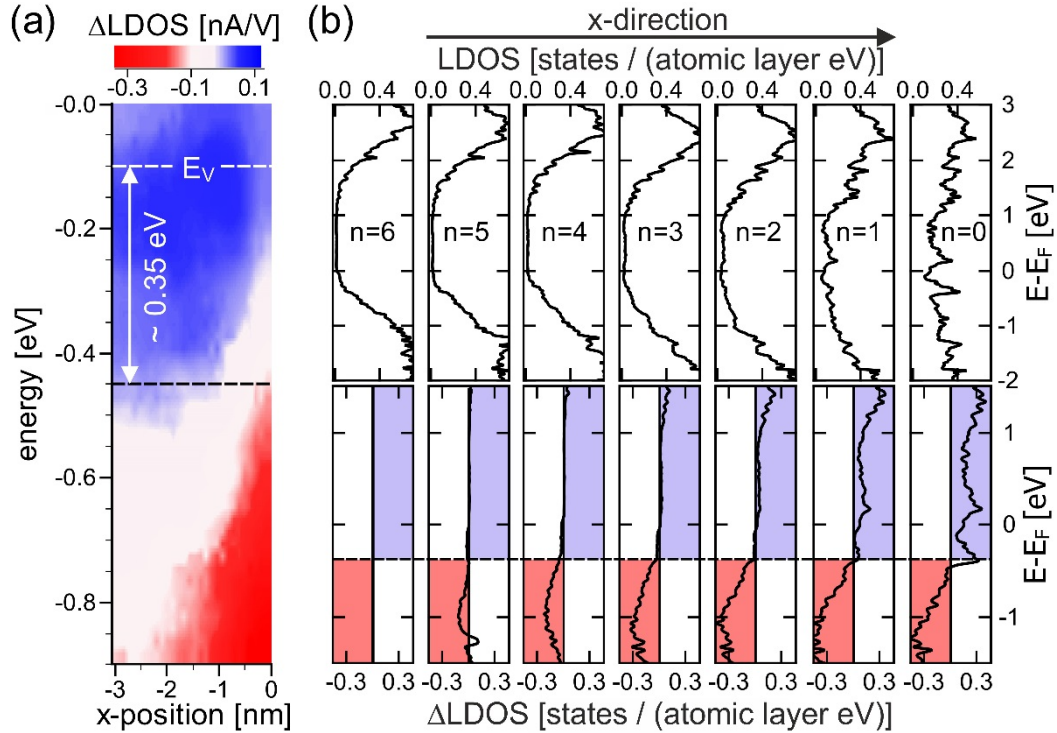 (a)
ΔLDOS [nA/V]
-0.3 -0.1 0.1
-0.0
-0.2
-0.4
-0.6
-0.8
energy [eV]
E_V
~ 0.35 eV
-3 -2 -1 0
x-position [nm]
(b)
x-direction
LDOS [states / (atomic layer eV)]
0.0 0.4 0.0 0.4 0.0 0.4 0.0 0.4 0.0 0.4 0.0 0.4 0.0 0.4
n=6 n=5 n=4 n=3 n=2 n=1 n=0
3
2
1
0
-1
-2
E-E_F [eV]
1
0
-1
E-E_F [eV]
-0.3 0.3 -0.3 0.3 -0.3 0.3 -0.3 0.3 -0.3 0.3 -0.3 0.3 -0.3 0.3
ΔLDOS [states / (atomic layer eV)]